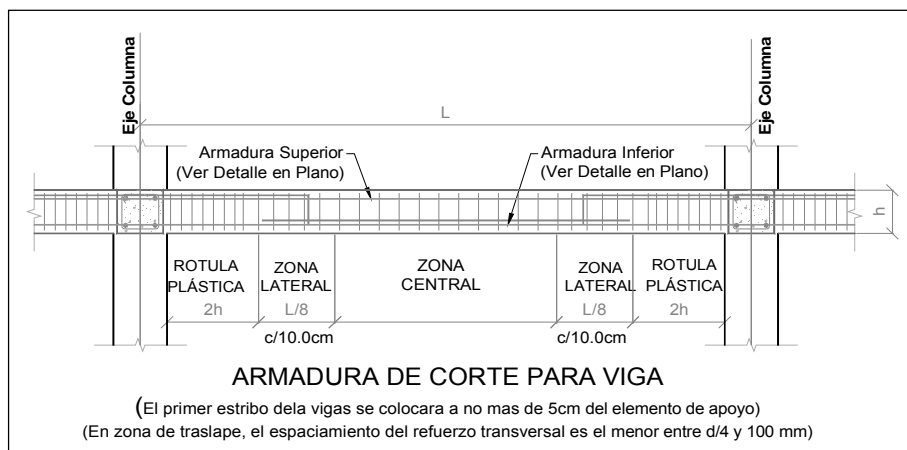 Eje Columna
Eje Columna
L
Armadura Superior
(Ver Detalle en Plano)
Armadura Inferior
(Ver Detalle en Plano)
h
ROTULA
PLÁSTICA
2h
ZONA
LATERAL
L/8
c/10.0cm
ZONA
CENTRAL
ZONA
LATERAL
L/8
c/10.0cm
ROTULA
PLÁSTICA
2h
ARMADURA DE CORTE PARA VIGA
(El primer estribo dela vigas se colocara a no mas de 5cm del elemento de apoyo)
(En zona de traslape, el espaciamiento del refuerzo transversal es el menor entre d/4 y 100 mm)